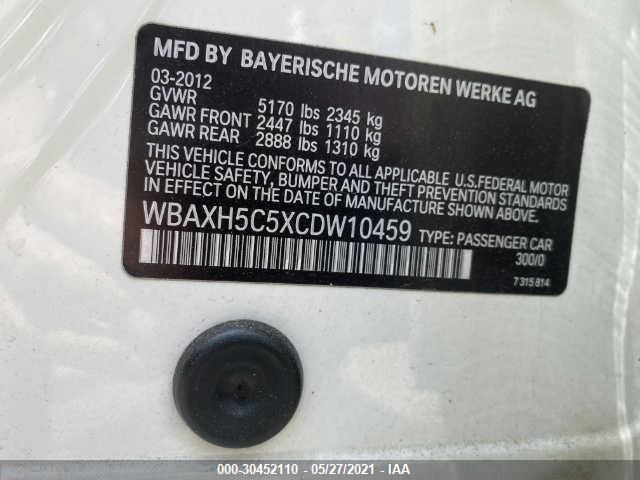 MFD BY BAYERISCHE MOTOREN WERKE AG
03-2012
GVWR 5170 lbs 2345 kg
GAWR FRONT 2447 lbs 1110 kg
GAWR REAR 2888 lbs 1310 kg
THIS VEHICLE CONFORMS TO ALL APPLICABLE U.S.FEDERAL MOTOR
VEHICLE SAFETY, BUMPER AND THEFT PREVENTION STANDARDS
IN EFFECT ON THE DATE OF MANUFACTURE SHOWN ABOVE.
WBAXH5C5XCDW10459 TYPE: PASSENGER CAR
300/0
7315814
000-30452110 - 05/27/2021 - IAA